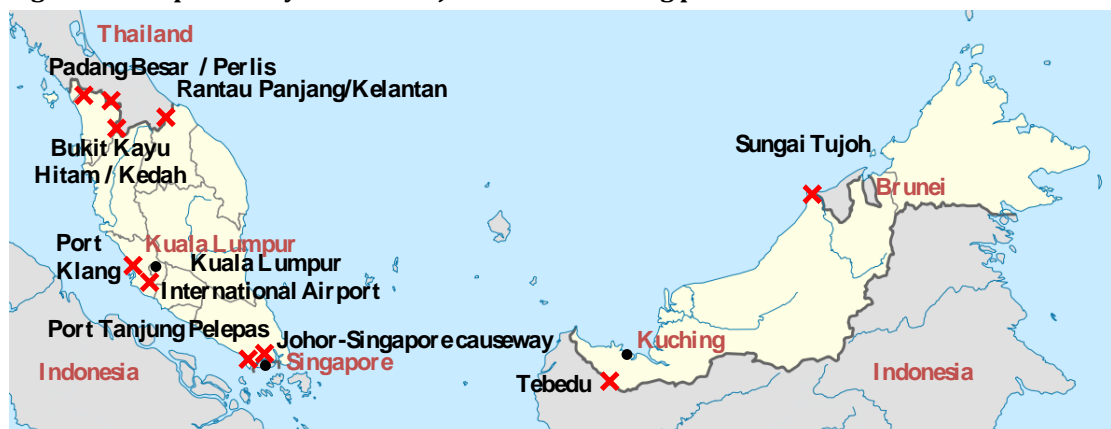 Thailand
Padang Besar / Perlis
Rantau Panjang/Kelantan
Bukit Kayu
Hitam / Kedah
Sungai Tujoh
Brunei
Port
Klang
Kuala Lumpur
Kuala Lumpur
International Airport
Port Tanjung Pelepas
Johor-Singapore causeway
Singapore
Indonesia
Kuching
Tebedu
Indonesia